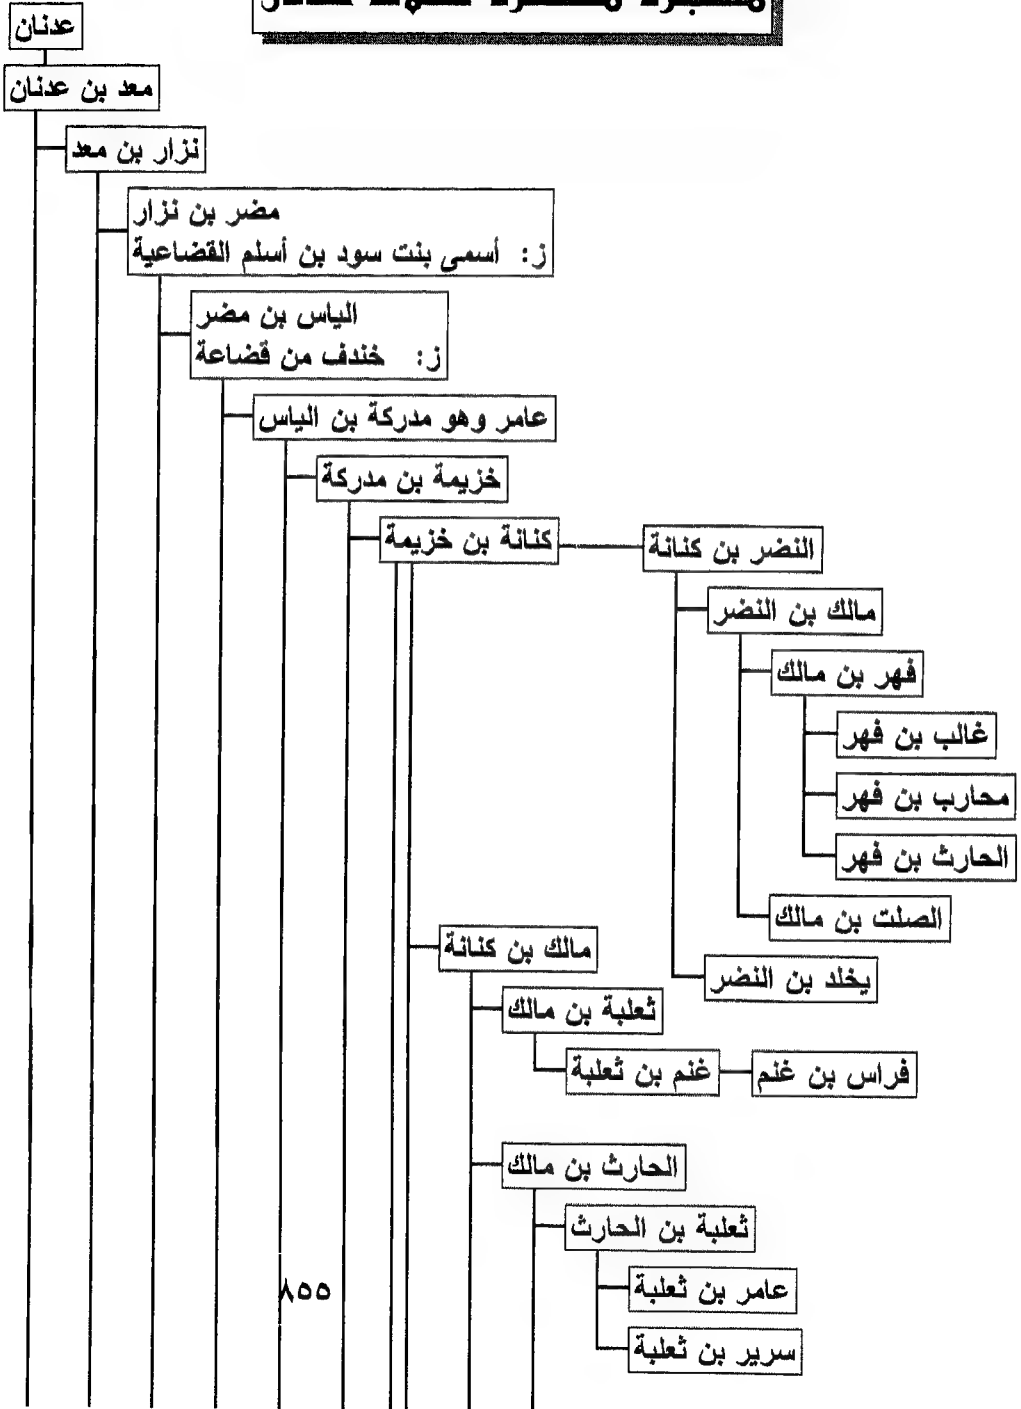 عدنان
معد بن عدنان
نزار بن معد
مضر بن نزار
ز: أسمى بنت سود بن أسلم القضاعية
الياس بن مضر
ز: خندف من قضاعة
عامر وهو مدركة بن الياس
خزيمة بن مدركة
كنانة بن خزيمة
النضر بن كنانة
مالك بن النضر
فهر بن مالك
غالب بن فهر
محارب بن فهر
الحارث بن فهر
الصلت بن مالك
يخلد بن النضر
مالك بن كنانة
ثعلبة بن مالك
غنم بن ثعلبة
فراس بن غنم
الحارث بن مالك
ثعلبة بن الحارث
عامر بن ثعلبة
سرير بن ثعلبة
٨٥٥